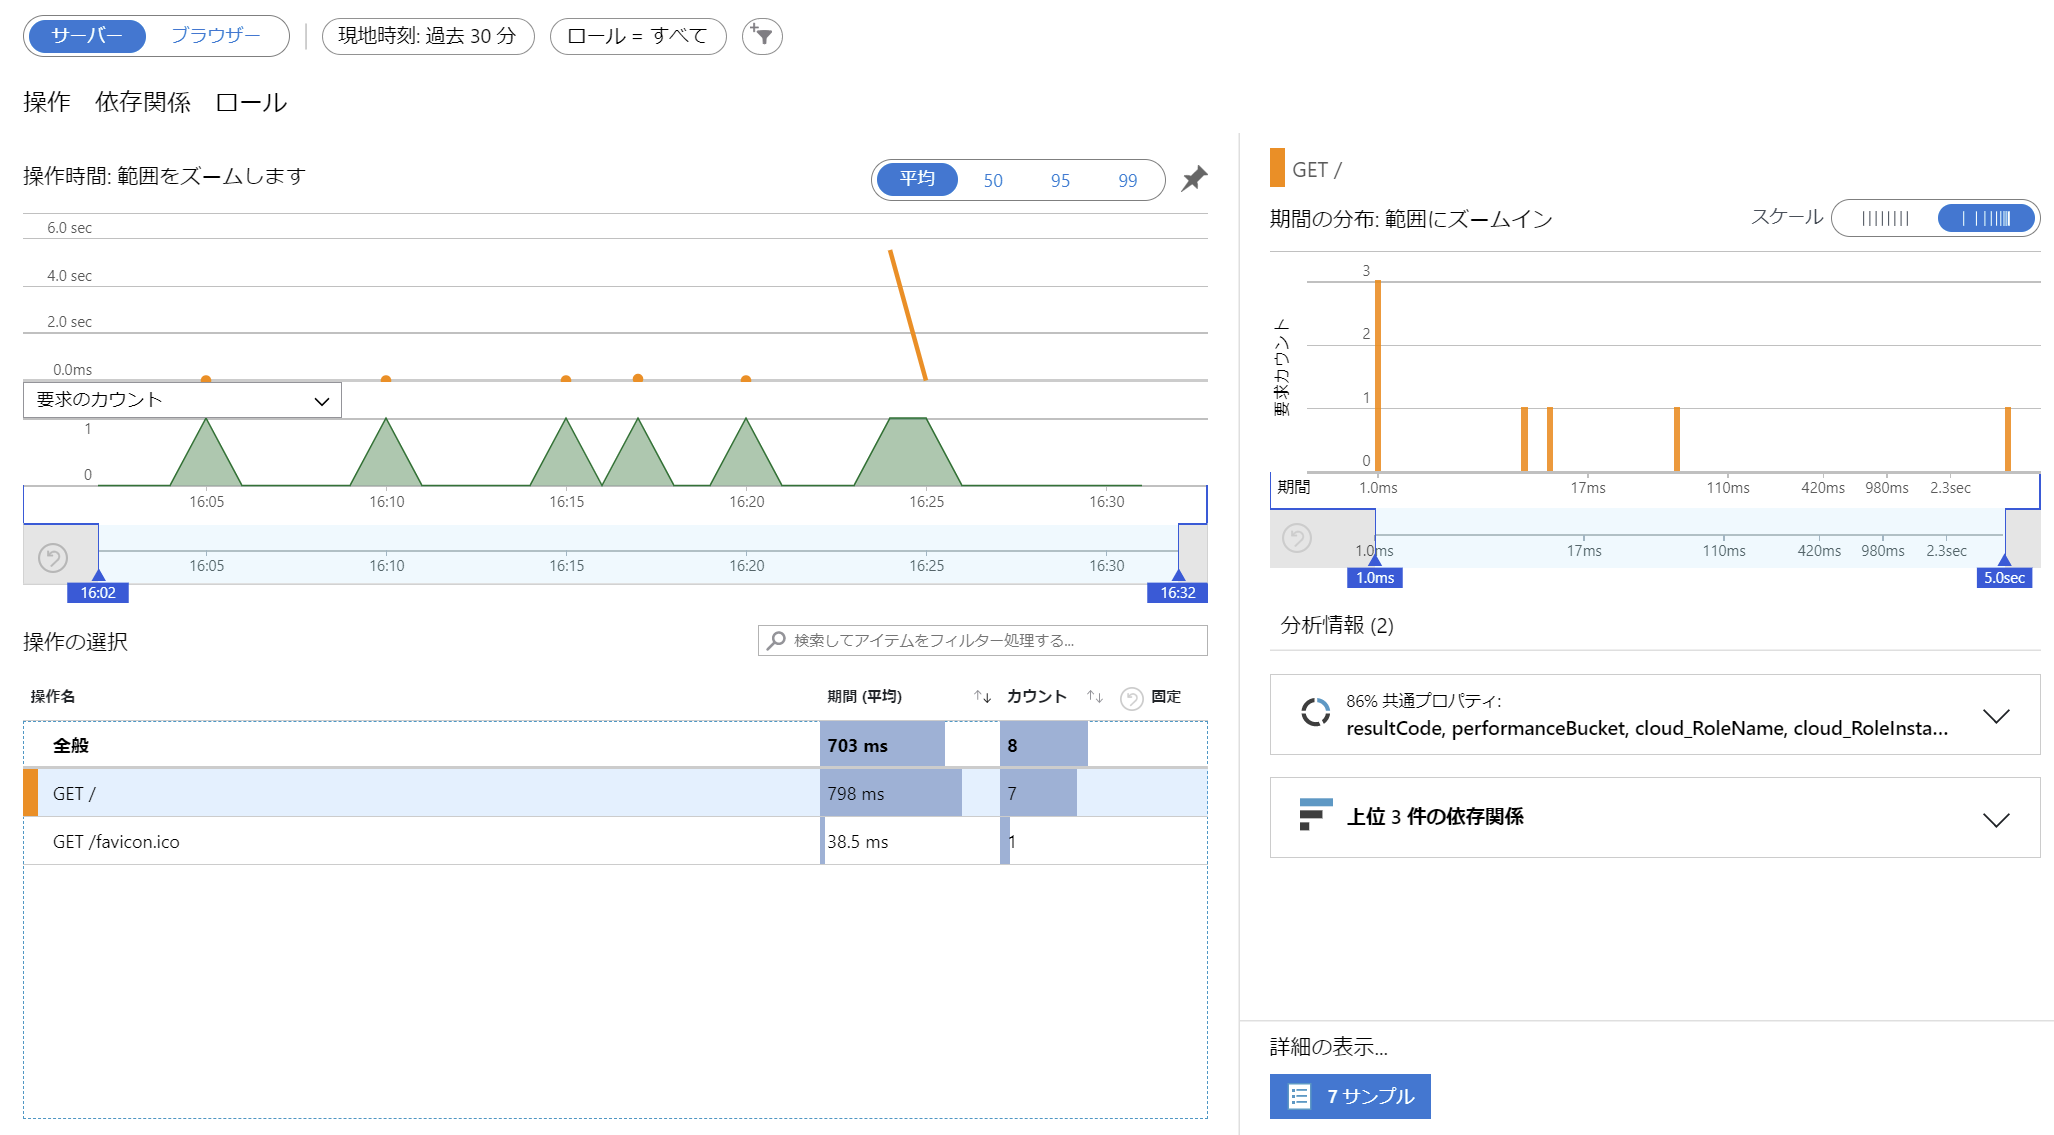 サーバー ブラウザー 現地時刻: 過去 30 分 ロール = すべて
操作 依存関係 ロール
操作時間: 範囲をズームします 平均 50 95 99
6.0 sec
4.0 sec
2.0 sec
0.0ms
要求のカウント
1
0
16:05 16:10 16:15 16:20 16:25 16:30
16:05 16:10 16:15 16:20 16:25 16:30
16:02 16:32
操作の選択 検索してアイテムをフィルター処理する...
操作名 期間 (平均) ↑↓ カウント ↑↓ 固定
全般 703 ms 8
GET / 798 ms 7
GET /favicon.ico 38.5 ms 1
GET /
期間の分布: 範囲にズームイン スケール
要求カウント
3
2
1
0
期間 1.0ms 17ms 110ms 420ms 980ms 2.3sec
1.0ms 17ms 110ms 420ms 980ms 2.3sec
1.0ms 5.0sec
分析情報 (2)
86% 共通プロパティ:
resultCode, performanceBucket, cloud_RoleName, cloud_RoleInsta...
上位 3 件の依存関係
詳細の表示...
7 サンプル